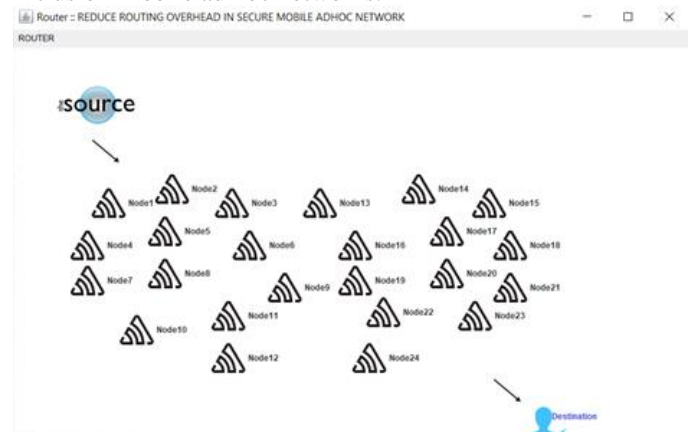 Router :: REDUCE ROUTING OVERHEAD IN SECURE MOBILE ADHOC NETWORK
ROUTER
source
Node1
Node2
Node3
Node13
Node14
Node15
Node4
Node5
Node6
Node16
Node17
Node18
Node7
Node8
Node9
Node19
Node20
Node21
Node10
Node11
Node22
Node23
Node12
Node24
Destination